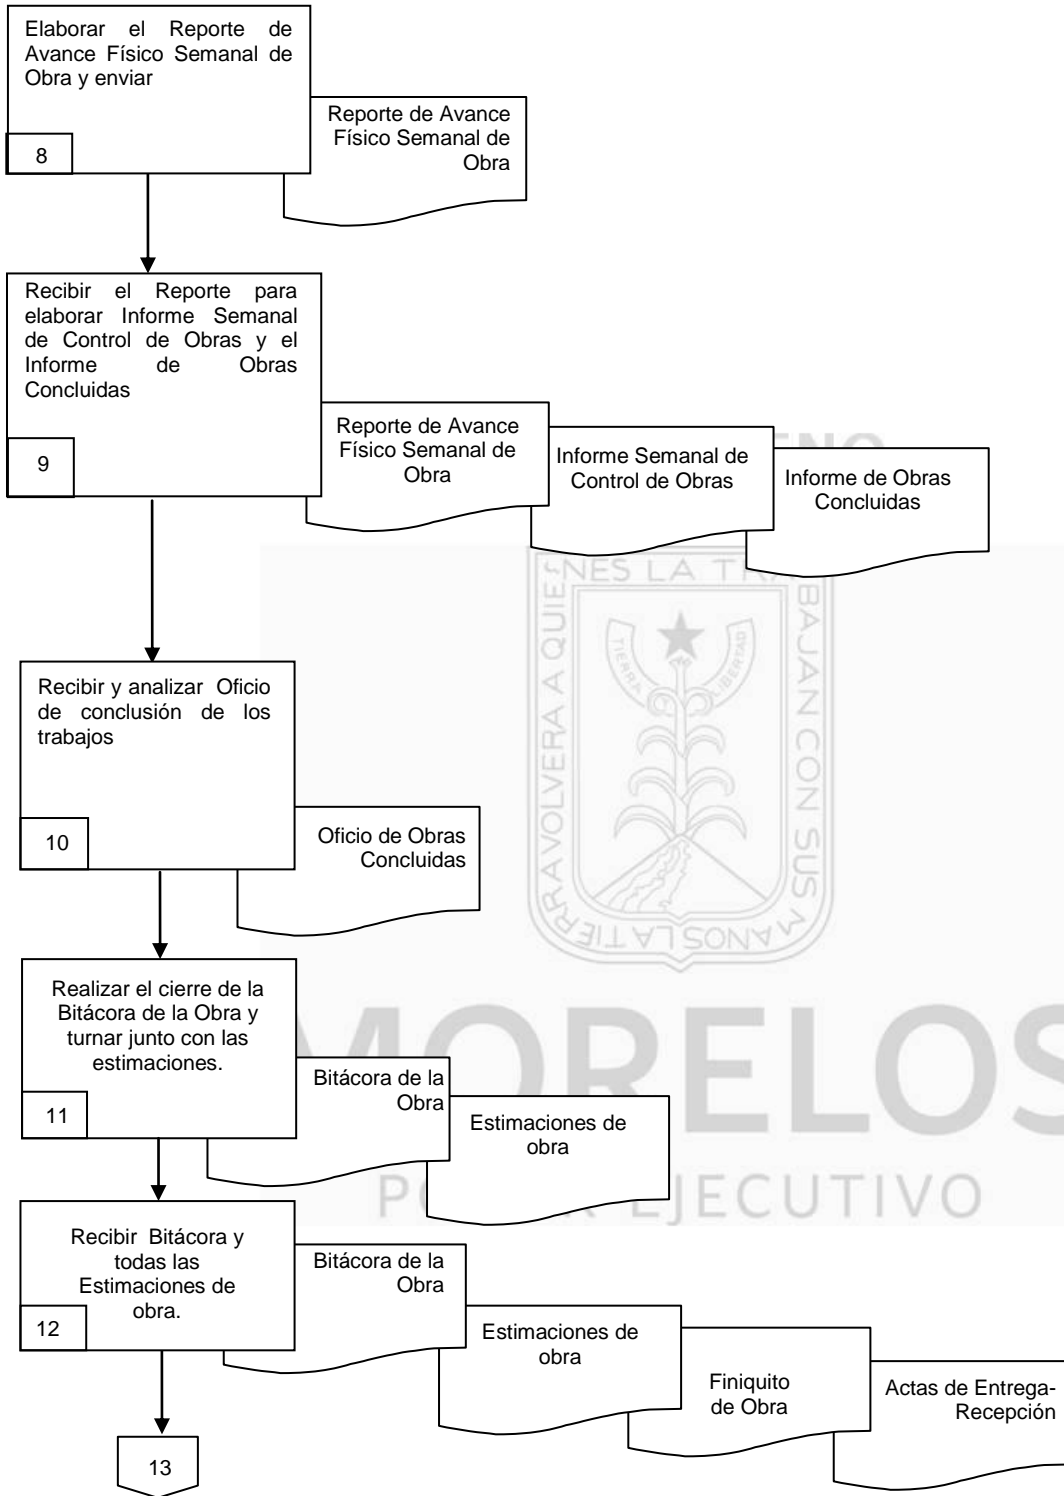 Elaborar el Reporte de
Avance Físico Semanal de
Obra y enviar
8
Reporte de Avance
Físico Semanal de
Obra
Recibir el Reporte para
elaborar Informe Semanal
de Control de Obras y el
Informe de Obras
Concluidas
9
Reporte de Avance
Físico Semanal de
Obra
Informe Semanal de
Control de Obras
Informe de Obras
Concluidas
Recibir y analizar Oficio
de conclusión de los
trabajos
10
Oficio de Obras
Concluidas
Realizar el cierre de la
Bitácora de la Obra y
turnar junto con las
estimaciones.
11
Bitácora de la
Obra
Estimaciones de
obra
Recibir Bitácora y
todas las
Estimaciones de
obra.
12
Bitácora de la
Obra
Estimaciones de
obra
Finiquito
de Obra
Actas de Entrega-
Recepción
13
TIERRA
LIBERTAD
VOLVERA A QUIENES LA TRABAJAN CON SUS MANOS LA TIERRA
MORELOS
EJECUTIVO